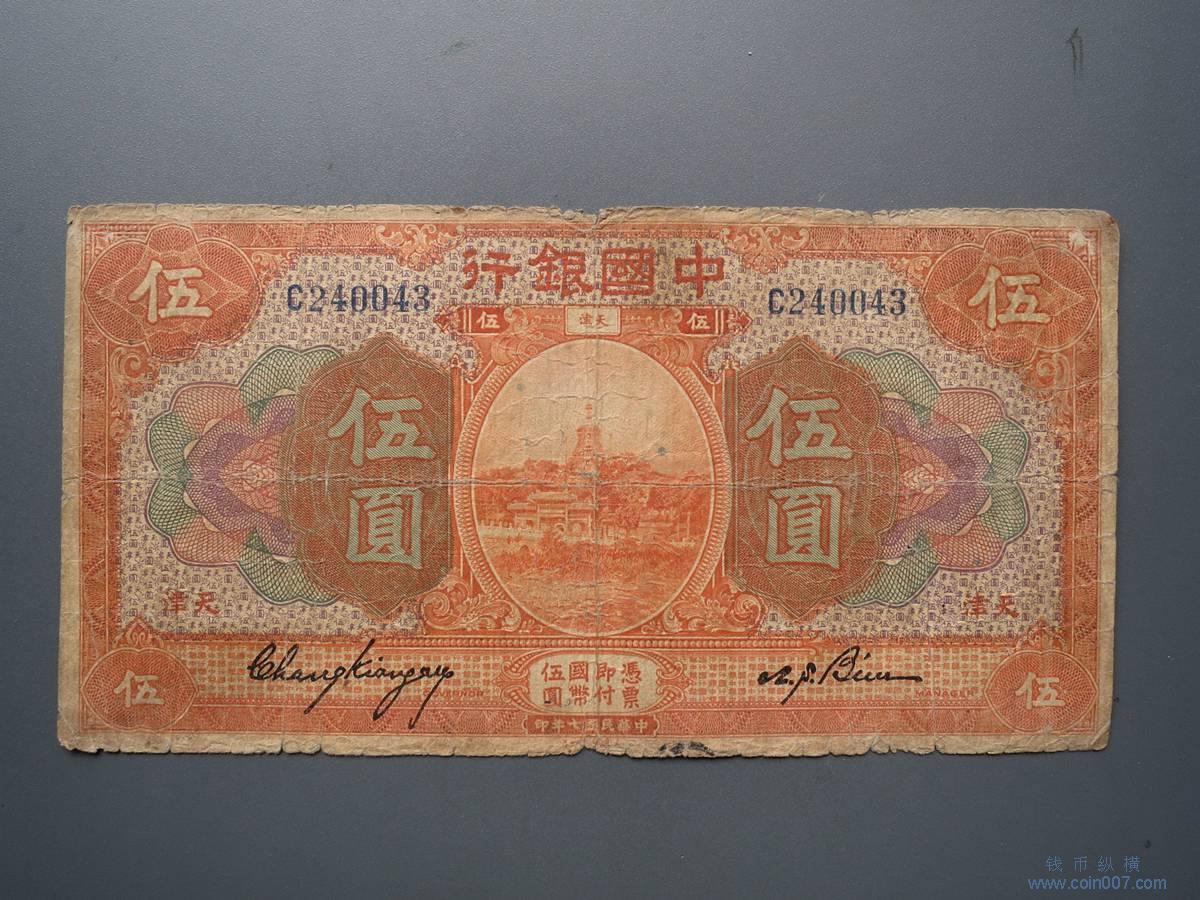 中國銀行
伍 伍
C240043 C240043
伍 天津 伍
伍圓 伍圓
天津 天津
憑票
即付
國幣
伍圓
GOVERNOR MANAGER
伍 伍
中華民國七年印
钱币纵横
www.coin007.com